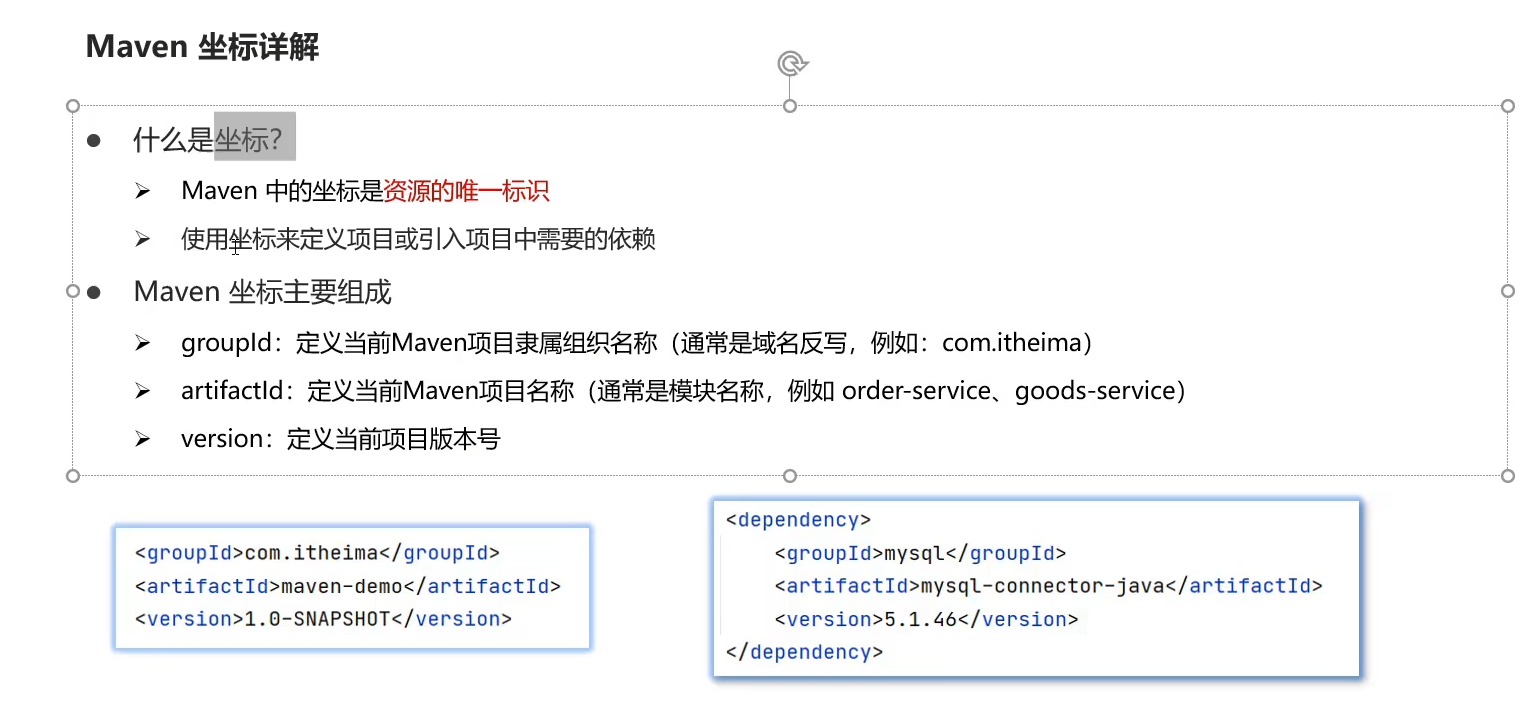 Maven 坐标详解
什么是坐标？
Maven 中的坐标是资源的唯一标识
使用坐标来定义项目或引入项目中需要的依赖
Maven 坐标主要组成
groupId：定义当前Maven项目隶属组织名称（通常是域名反写，例如：com.itheima）
artifactId：定义当前Maven项目名称（通常是模块名称，例如 order-service、goods-service）
version：定义当前项目版本号
<groupId>com.itheima</groupId>
<artifactId>maven-demo</artifactId>
<version>1.0-SNAPSHOT</version>
<dependency>
<groupId>mysql</groupId>
<artifactId>mysql-connector-java</artifactId>
<version>5.1.46</version>
</dependency>